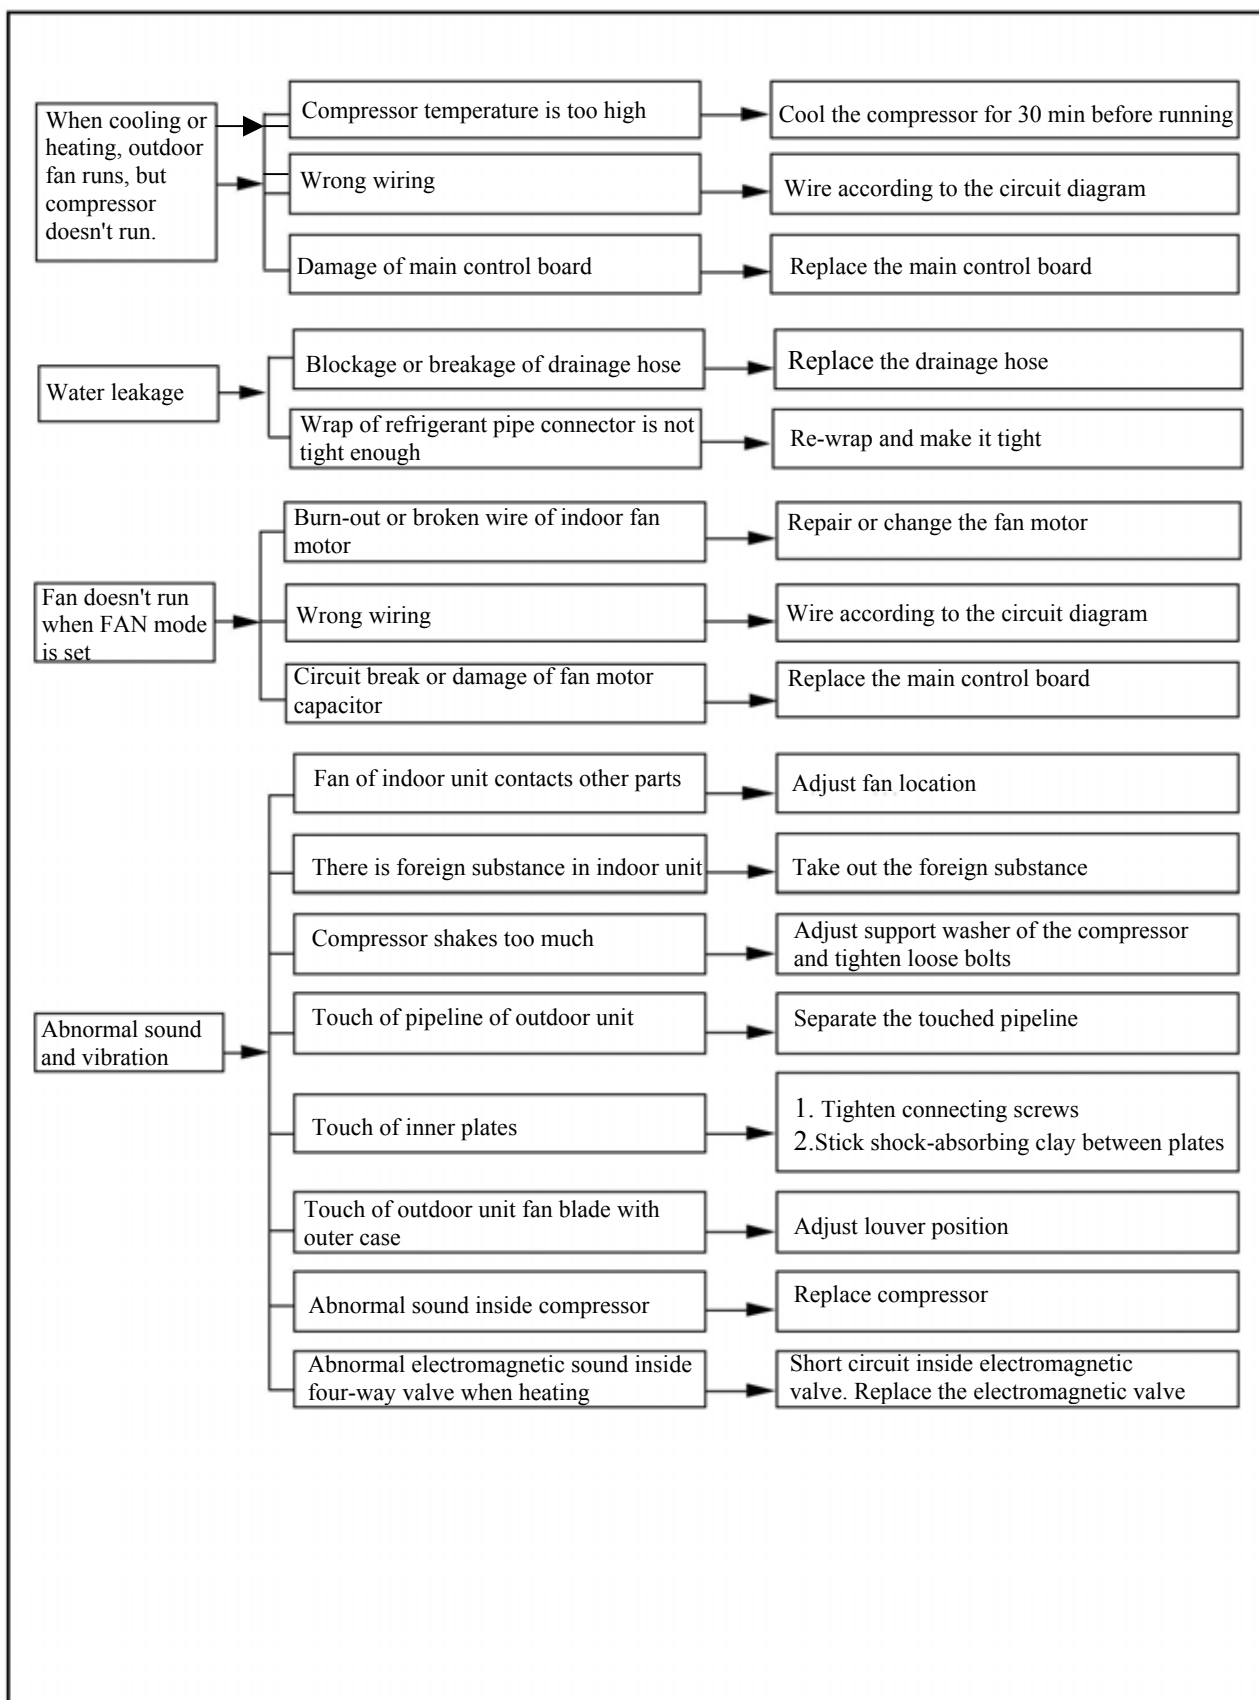 When cooling or
heating, outdoor
fan runs, but
compressor
doesn't run.
Compressor temperature is too high
Cool the compressor for 30 min before running
Wrong wiring
Wire according to the circuit diagram
Damage of main control board
Replace the main control board
Water leakage
Blockage or breakage of drainage hose
Replace the drainage hose
Wrap of refrigerant pipe connector is not
tight enough
Re-wrap and make it tight
Fan doesn't run
when FAN mode
is set
Burn-out or broken wire of indoor fan
motor
Repair or change the fan motor
Wrong wiring
Wire according to the circuit diagram
Circuit break or damage of fan motor
capacitor
Replace the main control board
Abnormal sound
and vibration
Fan of indoor unit contacts other parts
Adjust fan location
There is foreign substance in indoor unit
Take out the foreign substance
Compressor shakes too much
Adjust support washer of the compressor
and tighten loose bolts
Touch of pipeline of outdoor unit
Separate the touched pipeline
Touch of inner plates
1. Tighten connecting screws
2.Stick shock-absorbing clay between plates
Touch of outdoor unit fan blade with
outer case
Adjust louver position
Abnormal sound inside compressor
Replace compressor
Abnormal electromagnetic sound inside
four-way valve when heating
Short circuit inside electromagnetic
valve. Replace the electromagnetic valve